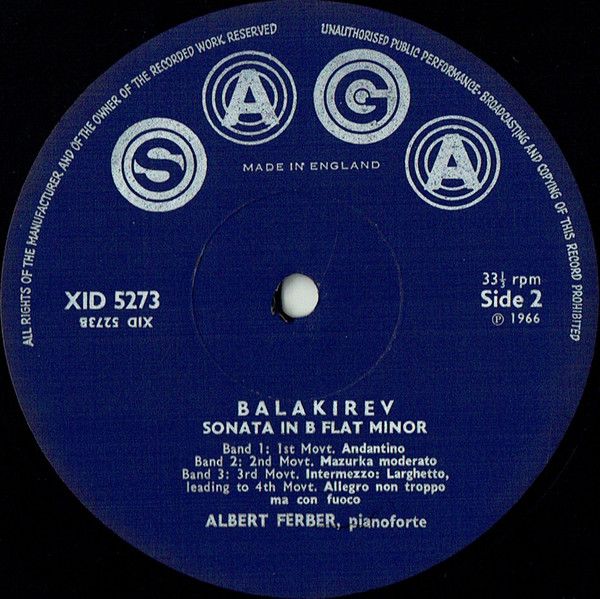 ALL RIGHTS OF THE MANUFACTURER AND OF THE OWNER OF THE RECORDED WORK RESERVED
UNAUTHORISED PUBLIC PERFORMANCE · BROADCASTING AND COPYING OF THIS RECORD PROHIBITED
SAGA
MADE IN ENGLAND
XID 5273
XID 5273B
33⅓ rpm
Side 2
℗ 1966
BALAKIREV
SONATA IN B FLAT MINOR
Band 1: 1st Movt. Andantino
Band 2: 2nd Movt. Mazurka moderato
Band 3: 3rd Movt. Intermezzo: Larghetto,
leading to 4th Movt. Allegro non troppo
ma con fuoco
ALBERT FERBER, pianoforte